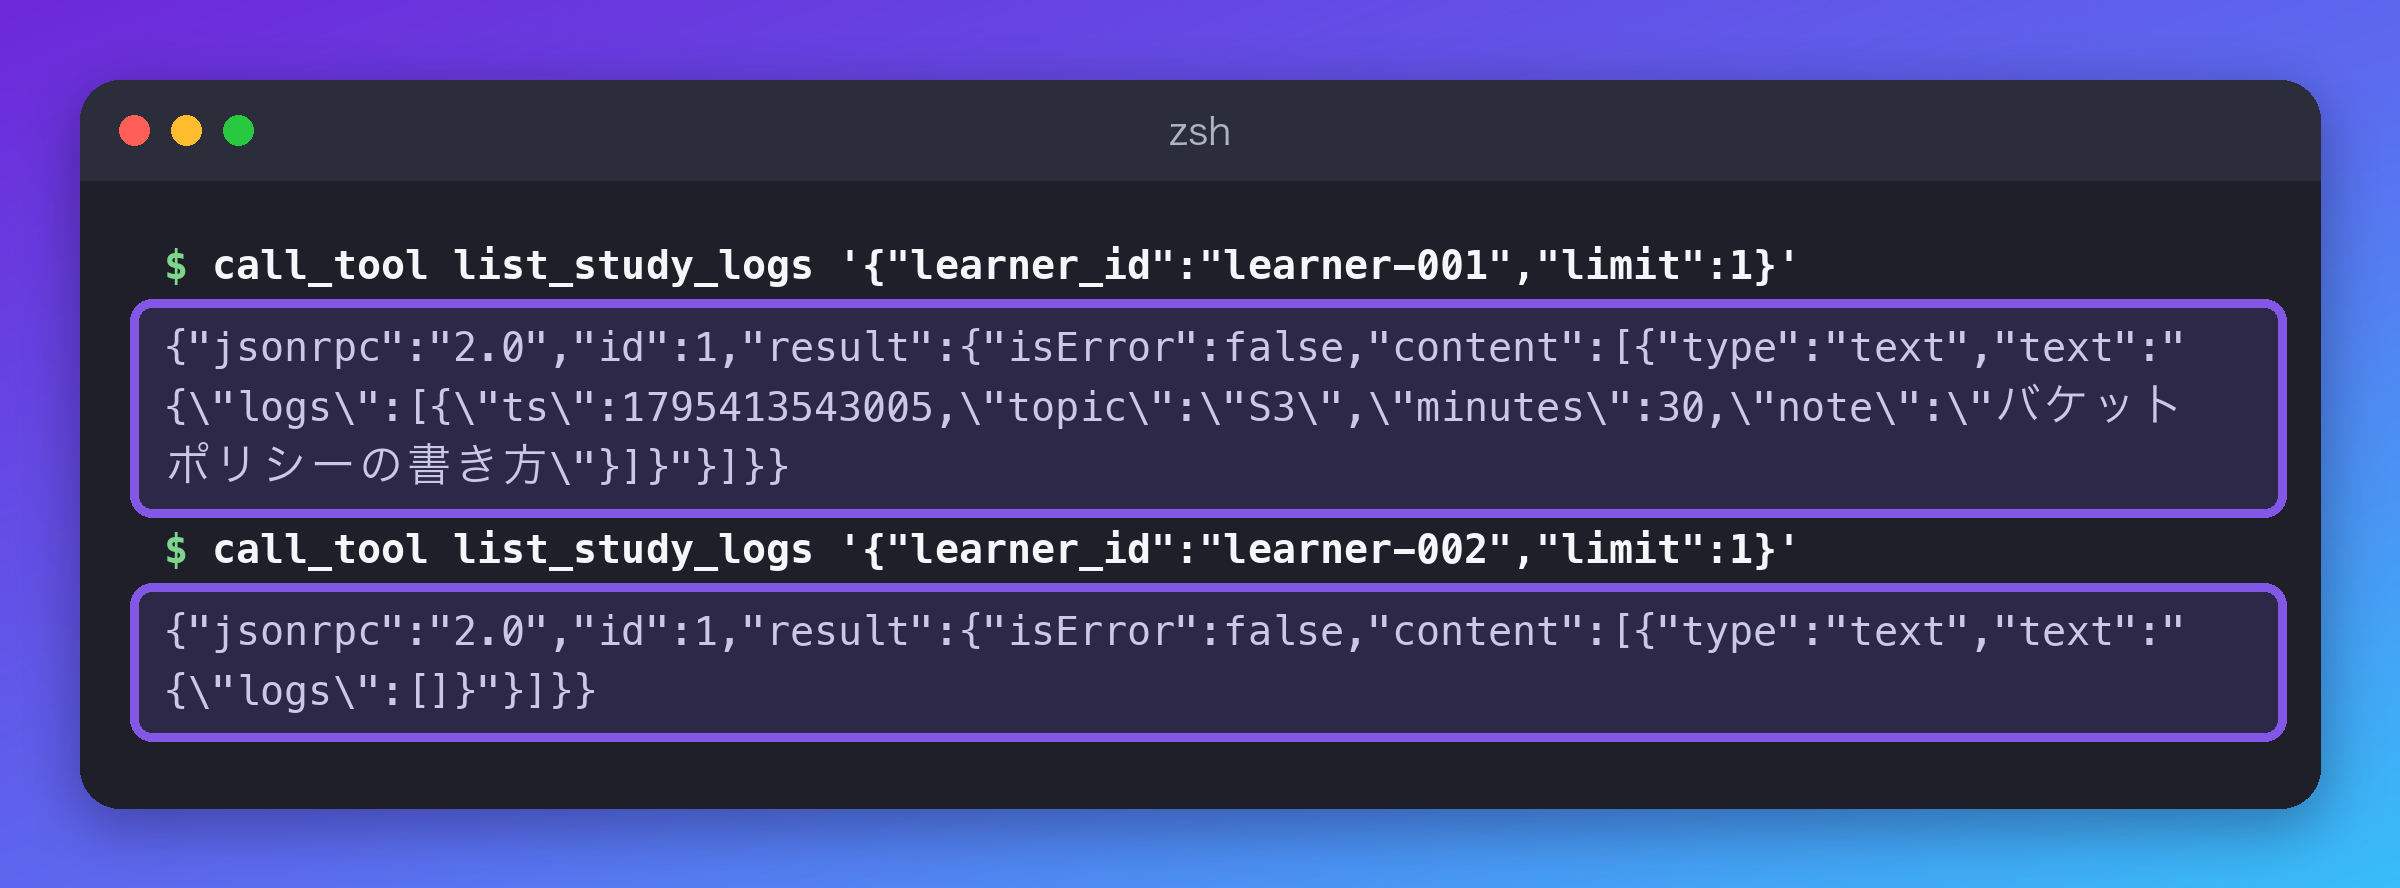 zsh
$ call_tool list_study_logs '{"learner_id":"learner-001","limit":1}'
{"jsonrpc":"2.0","id":1,"result":{"isError":false,"content":[{"type":"text","text":"
{\"logs\":[{\"ts\":1795413543005,\"topic\":\"S3\",\"minutes\":30,\"note\":\"バケット
ポリシーの書き方\"}]}"}]}}
$ call_tool list_study_logs '{"learner_id":"learner-002","limit":1}'
{"jsonrpc":"2.0","id":1,"result":{"isError":false,"content":[{"type":"text","text":"
{\"logs\":[]}"}]}}